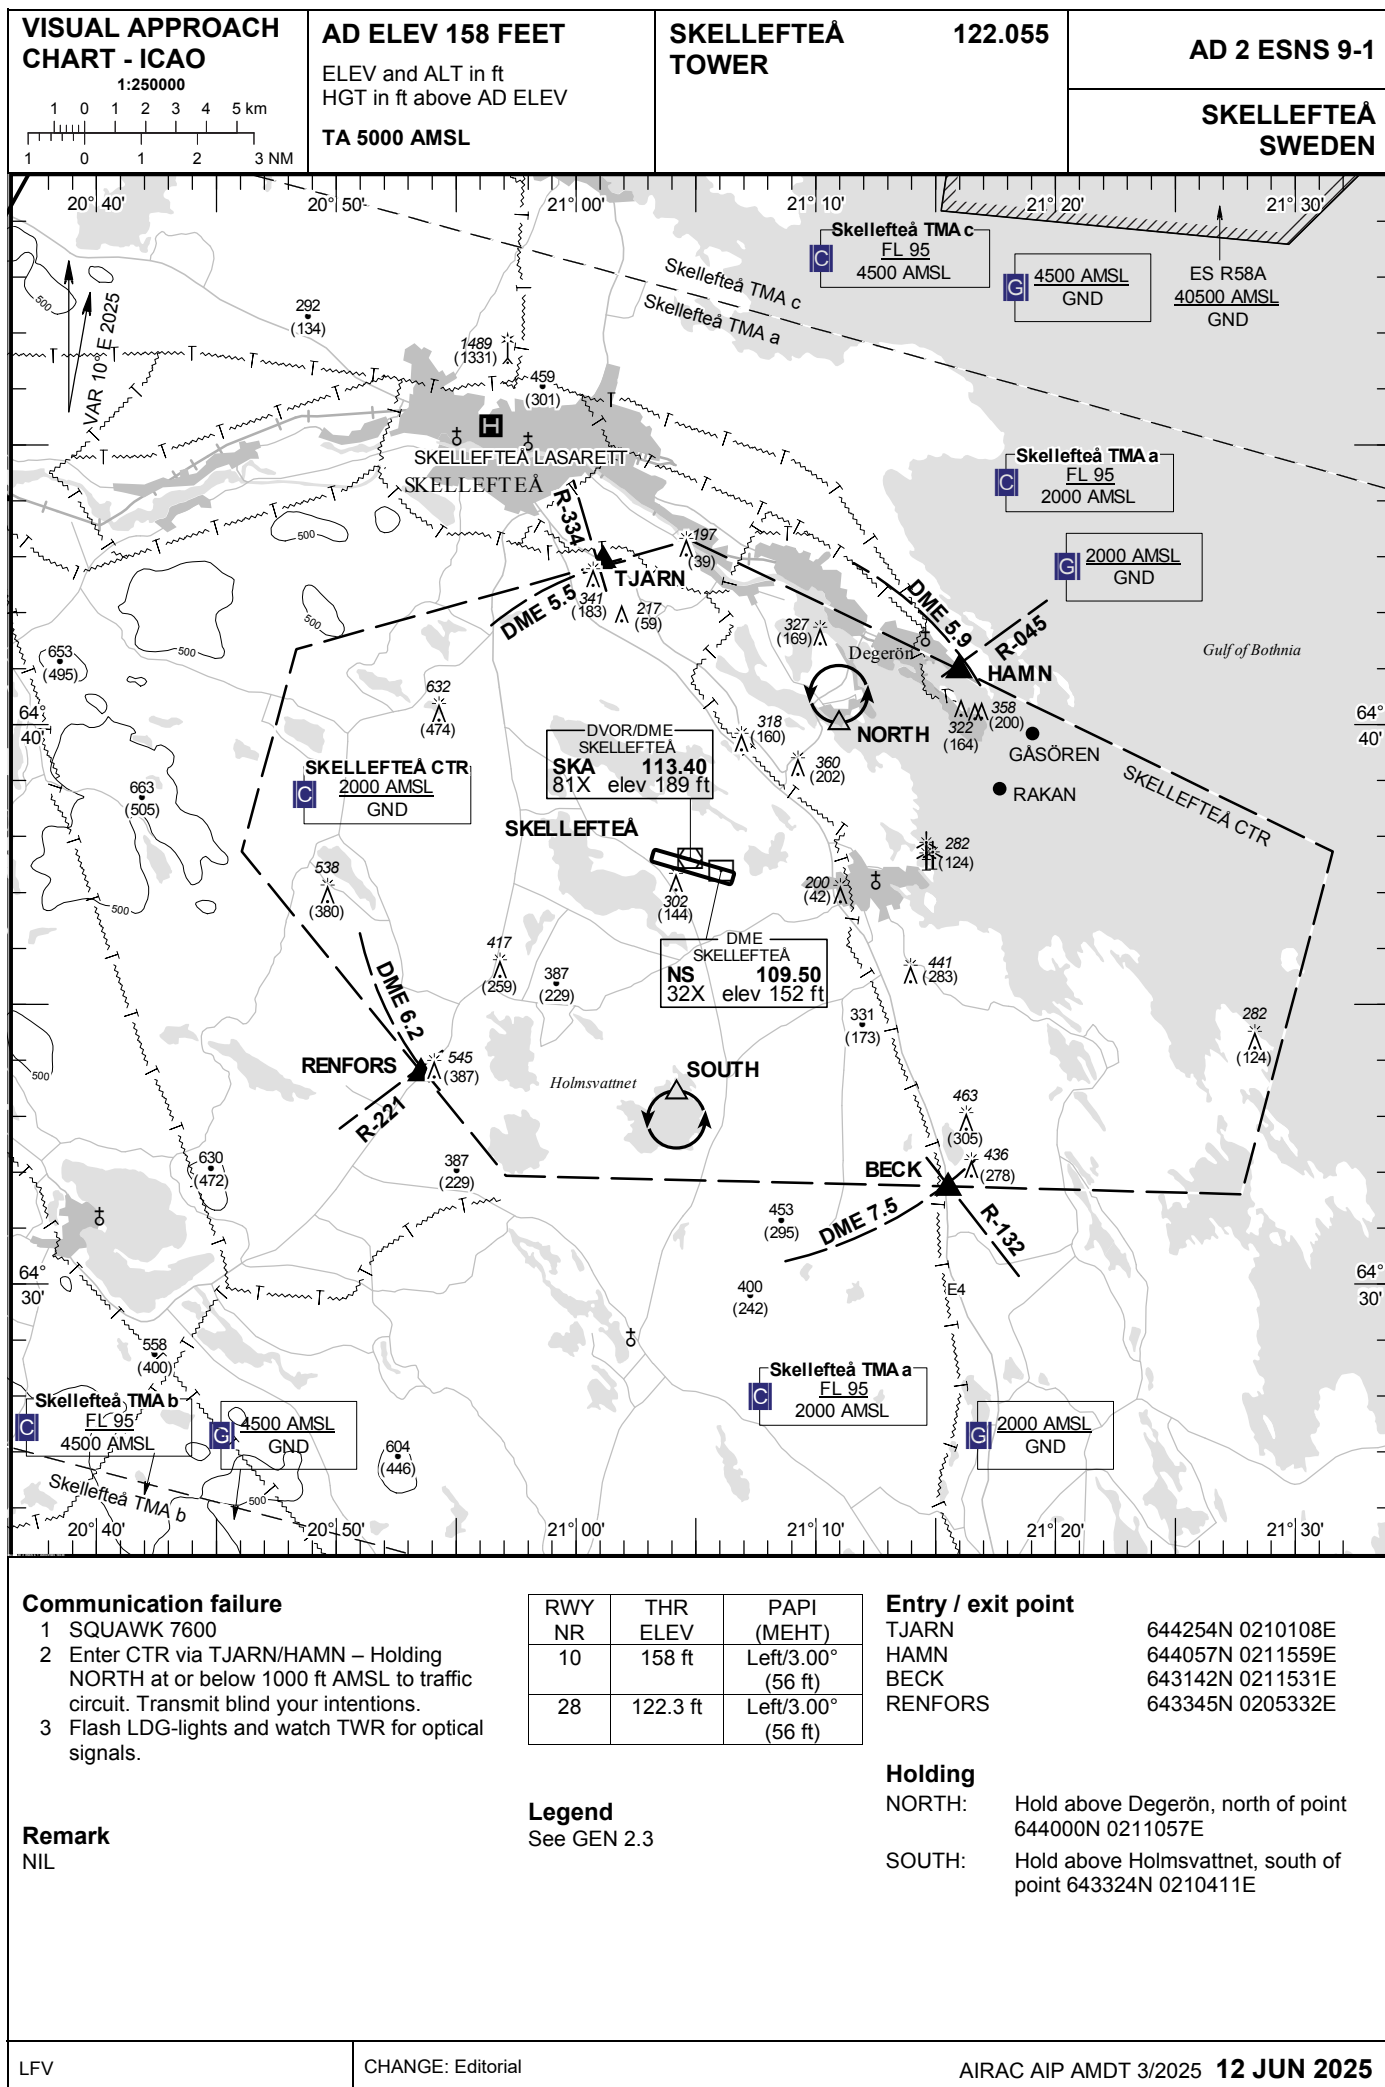 VISUAL APPROACH
CHART - ICAO
1:250000
1 0 1 2 3 4 5 km
1 0 1 2 3 NM
AD ELEV 158 FEET
ELEV and ALT in ft
HGT in ft above AD ELEV
TA 5000 AMSL
SKELLEFTEÅ 122.055
TOWER
AD 2 ESNS 9-1
SKELLEFTEÅ
SWEDEN
20° 40' 20° 50' 21° 00' 21° 10' 21° 20' 21° 30'
Skellefteå TMA c
C
FL 95
4500 AMSL
G
4500 AMSL
GND
ES R58A
40500 AMSL
GND
Skellefteå TMA c
Skellefteå TMA a
500
VAR 10° E 2025
292
(134)
1489
(1331)
459
(301)
H
SKELLEFTEÅ LASARETT
SKELLEFTEÅ
Skellefteå TMA a
C
FL 95
2000 AMSL
G
2000 AMSL
GND
R-334
500
197
(39)
TJARN
341
(183)
217
(59)
DME 5.5
500
500
327
(169)
Degerön
DME 5.9
R-045
HAMN
Gulf of Bothnia
653
(495)
632
(474)
64°
40'
64°
40'
318
(160)
NORTH
360
(202)
322
(164)
358
(200)
GÅSÖREN
RAKAN
SKELLEFTEÅ CTR
DVOR/DME
SKELLEFTEÅ
SKA 113.40
81X elev 189 ft
SKELLEFTEÅ CTR
C
2000 AMSL
GND
663
(505)
SKELLEFTEÅ
282
(124)
538
(380)
302
(144)
200
(42)
500
DME
SKELLEFTEÅ
NS 109.50
32X elev 152 ft
417
(259)
387
(229)
441
(283)
331
(173)
282
(124)
DME 6.2
RENFORS
545
(387)
R-221
500
Holmsvattnet
SOUTH
463
(305)
436
(278)
BECK
630
(472)
387
(229)
453
(295)
DME 7.5
R-132
64°
30'
64°
30'
400
(242)
E4
558
(400)
Skellefteå TMA b
C
FL 95
4500 AMSL
G
4500 AMSL
GND
Skellefteå TMA a
C
FL 95
2000 AMSL
G
2000 AMSL
GND
604
(446)
500
Skellefteå TMA b
20° 40' 20° 50' 21° 00' 21° 10' 21° 20' 21° 30'
Communication failure
1 SQUAWK 7600
2 Enter CTR via TJARN/HAMN – Holding
NORTH at or below 1000 ft AMSL to traffic
circuit. Transmit blind your intentions.
3 Flash LDG-lights and watch TWR for optical
signals.
Remark
NIL
RWY THR PAPI
NR ELEV (MEHT)
10 158 ft Left/3.00°
(56 ft)
28 122.3 ft Left/3.00°
(56 ft)
Legend
See GEN 2.3
Entry / exit point
TJARN 644254N 0210108E
HAMN 644057N 0211559E
BECK 643142N 0211531E
RENFORS 643345N 0205332E
Holding
NORTH: Hold above Degerön, north of point
644000N 0211057E
SOUTH: Hold above Holmsvattnet, south of
point 643324N 0210411E
LFV
CHANGE: Editorial
AIRAC AIP AMDT 3/2025 12 JUN 2025